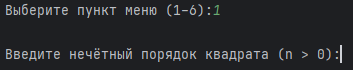 Выберите пункт меню (1–6):1
Введите нечётный порядок квадрата (n > 0):